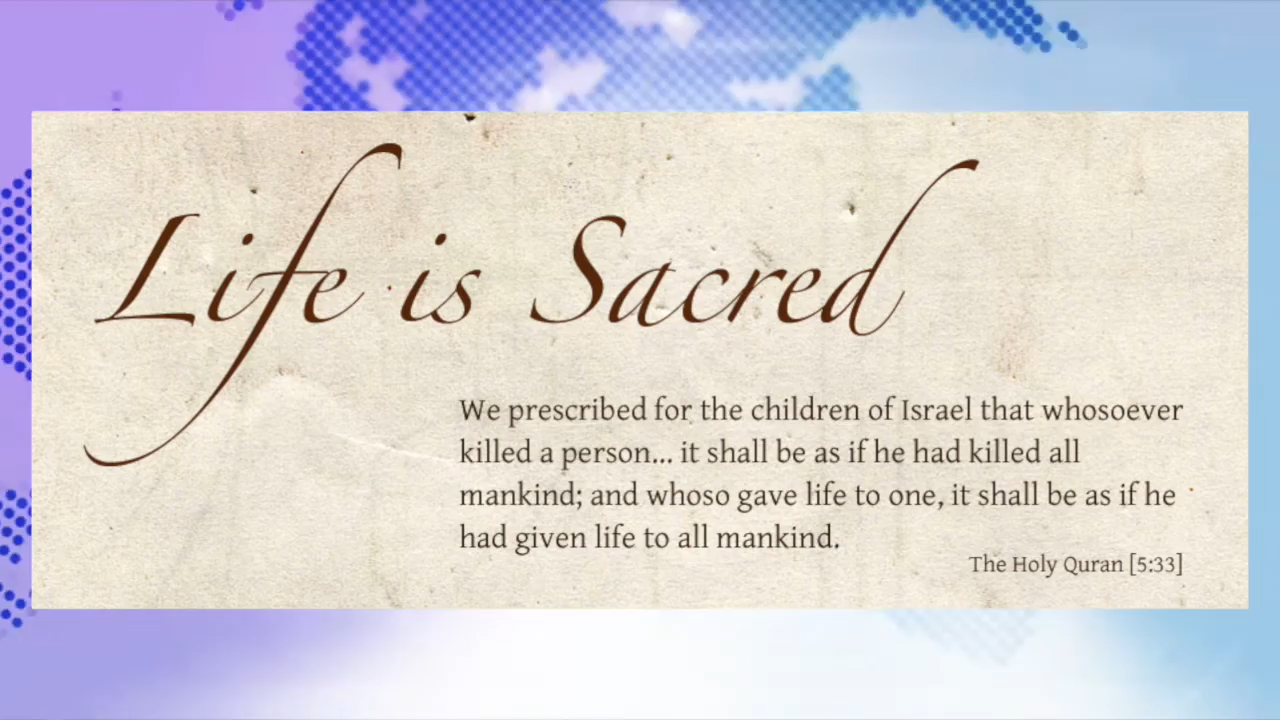 Life is Sacred
We prescribed for the children of Israel that whosoever
killed a person... it shall be as if he had killed all
mankind; and whoso gave life to one, it shall be as if he
had given life to all mankind.
The Holy Quran [5:33]